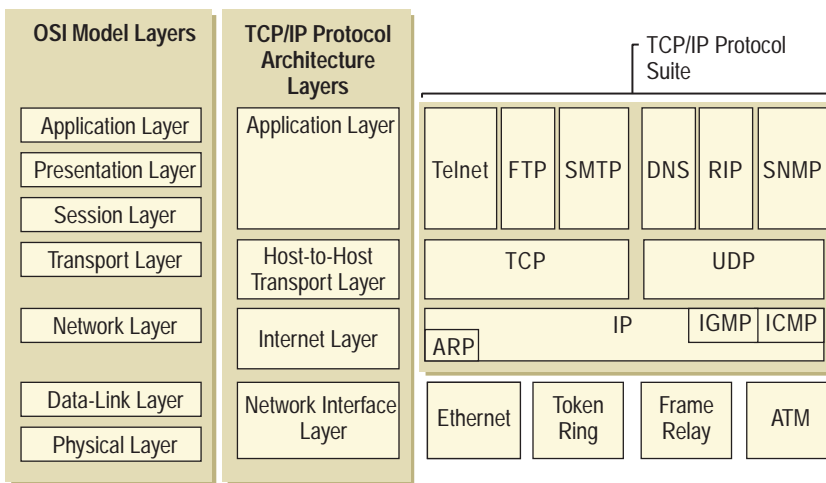 OSI Model Layers
Application Layer
Presentation Layer
Session Layer
Transport Layer
Network Layer
Data-Link Layer
Physical Layer
TCP/IP Protocol
Architecture
Layers
Application Layer
Host-to-Host
Transport Layer
Internet Layer
Network Interface
Layer
TCP/IP Protocol
Suite
Telnet FTP SMTP DNS RIP SNMP
TCP UDP
IP IGMP ICMP
ARP
Ethernet
Token
Ring
Frame
Relay
ATM